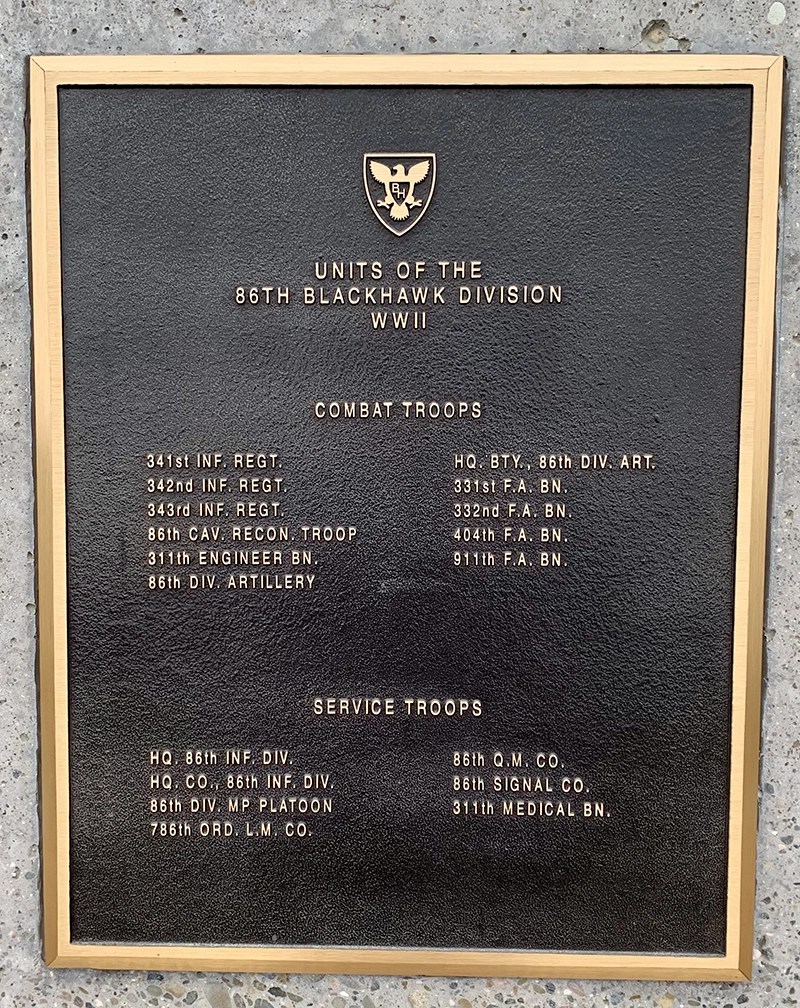 BH
UNITS OF THE
86TH BLACKHAWK DIVISION
WWII
COMBAT TROOPS
341st INF. REGT.
342nd INF. REGT.
343rd INF. REGT.
86th CAV. RECON. TROOP
311th ENGINEER BN.
86th DIV. ARTILLERY
HQ. BTY., 86th DIV. ART.
331st F.A. BN.
332nd F.A. BN.
404th F.A. BN.
911th F.A. BN.
SERVICE TROOPS
HQ. 86th INF. DIV.
HQ. CO., 86th INF. DIV.
86th DIV. MP PLATOON
786th ORD. L.M. CO.
86th Q.M. CO.
86th SIGNAL CO.
311th MEDICAL BN.